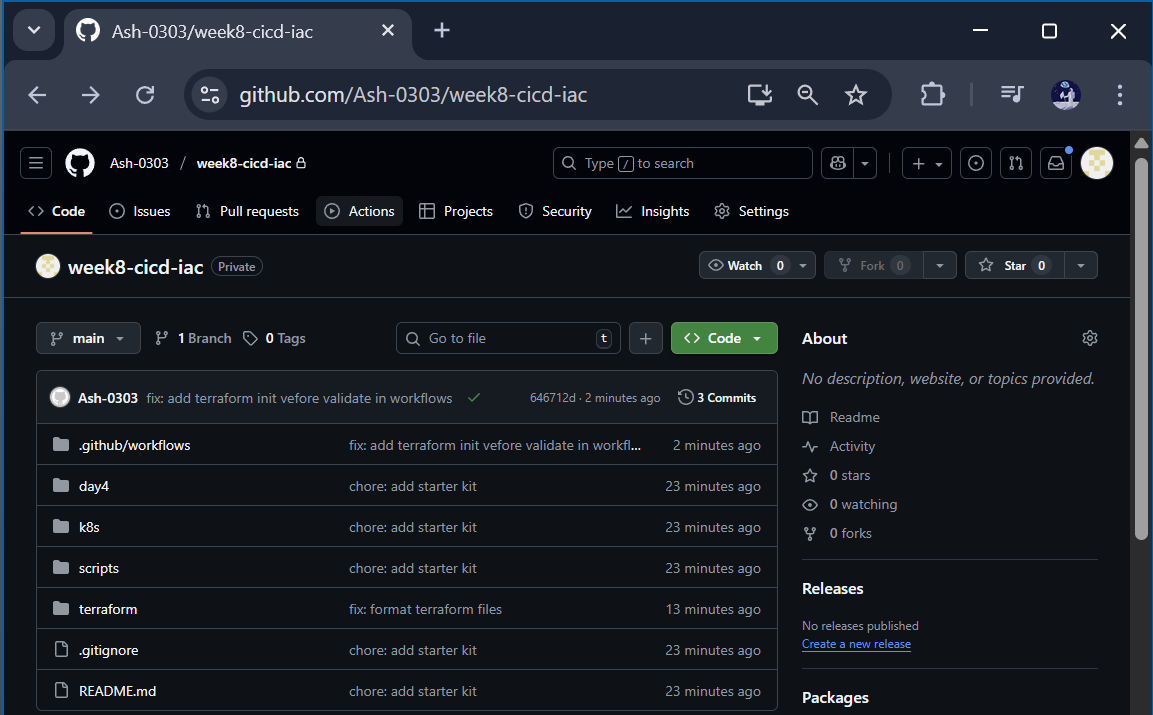 Ash-0303/week8-cicd-iac
github.com/Ash-0303/week8-cicd-iac
Ash-0303 / week8-cicd-iac
Type / to search
Code
Issues
Pull requests
Actions
Projects
Security
Insights
Settings
week8-cicd-iac Private
Watch 0
Fork 0
Star 0
main
1 Branch
0 Tags
Go to file t
Code
Ash-0303 fix: add terraform init vefore validate in workflows 646712d · 2 minutes ago 3 Commits
.github/workflows fix: add terraform init vefore validate in workfl... 2 minutes ago
day4 chore: add starter kit 23 minutes ago
k8s chore: add starter kit 23 minutes ago
scripts chore: add starter kit 23 minutes ago
terraform fix: format terraform files 13 minutes ago
.gitignore chore: add starter kit 23 minutes ago
README.md chore: add starter kit 23 minutes ago
About
No description, website, or topics provided.
Readme
Activity
0 stars
0 watching
0 forks
Releases
No releases published
Create a new release
Packages